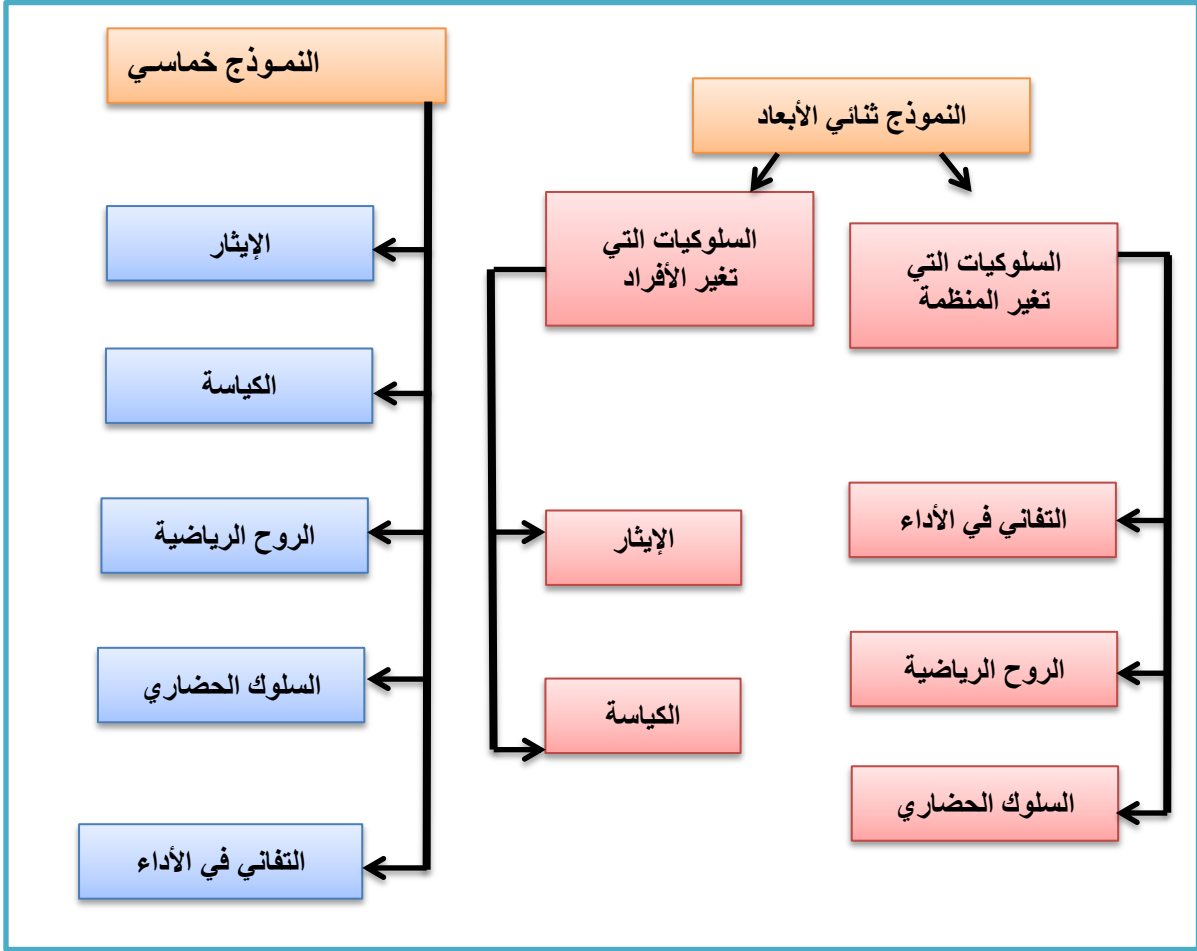 النموذج ثنائي الأبعاد
السلوكيات التي
تغير المنظمة
التفاني في الأداء
الروح الرياضية
السلوك الحضاري
السلوكيات التي
تغير الأفراد
الإيثار
الكياسة
النمـوذج خماسـي
الإيثار
الكياسة
الروح الرياضية
السلوك الحضاري
التفاني في الأداء